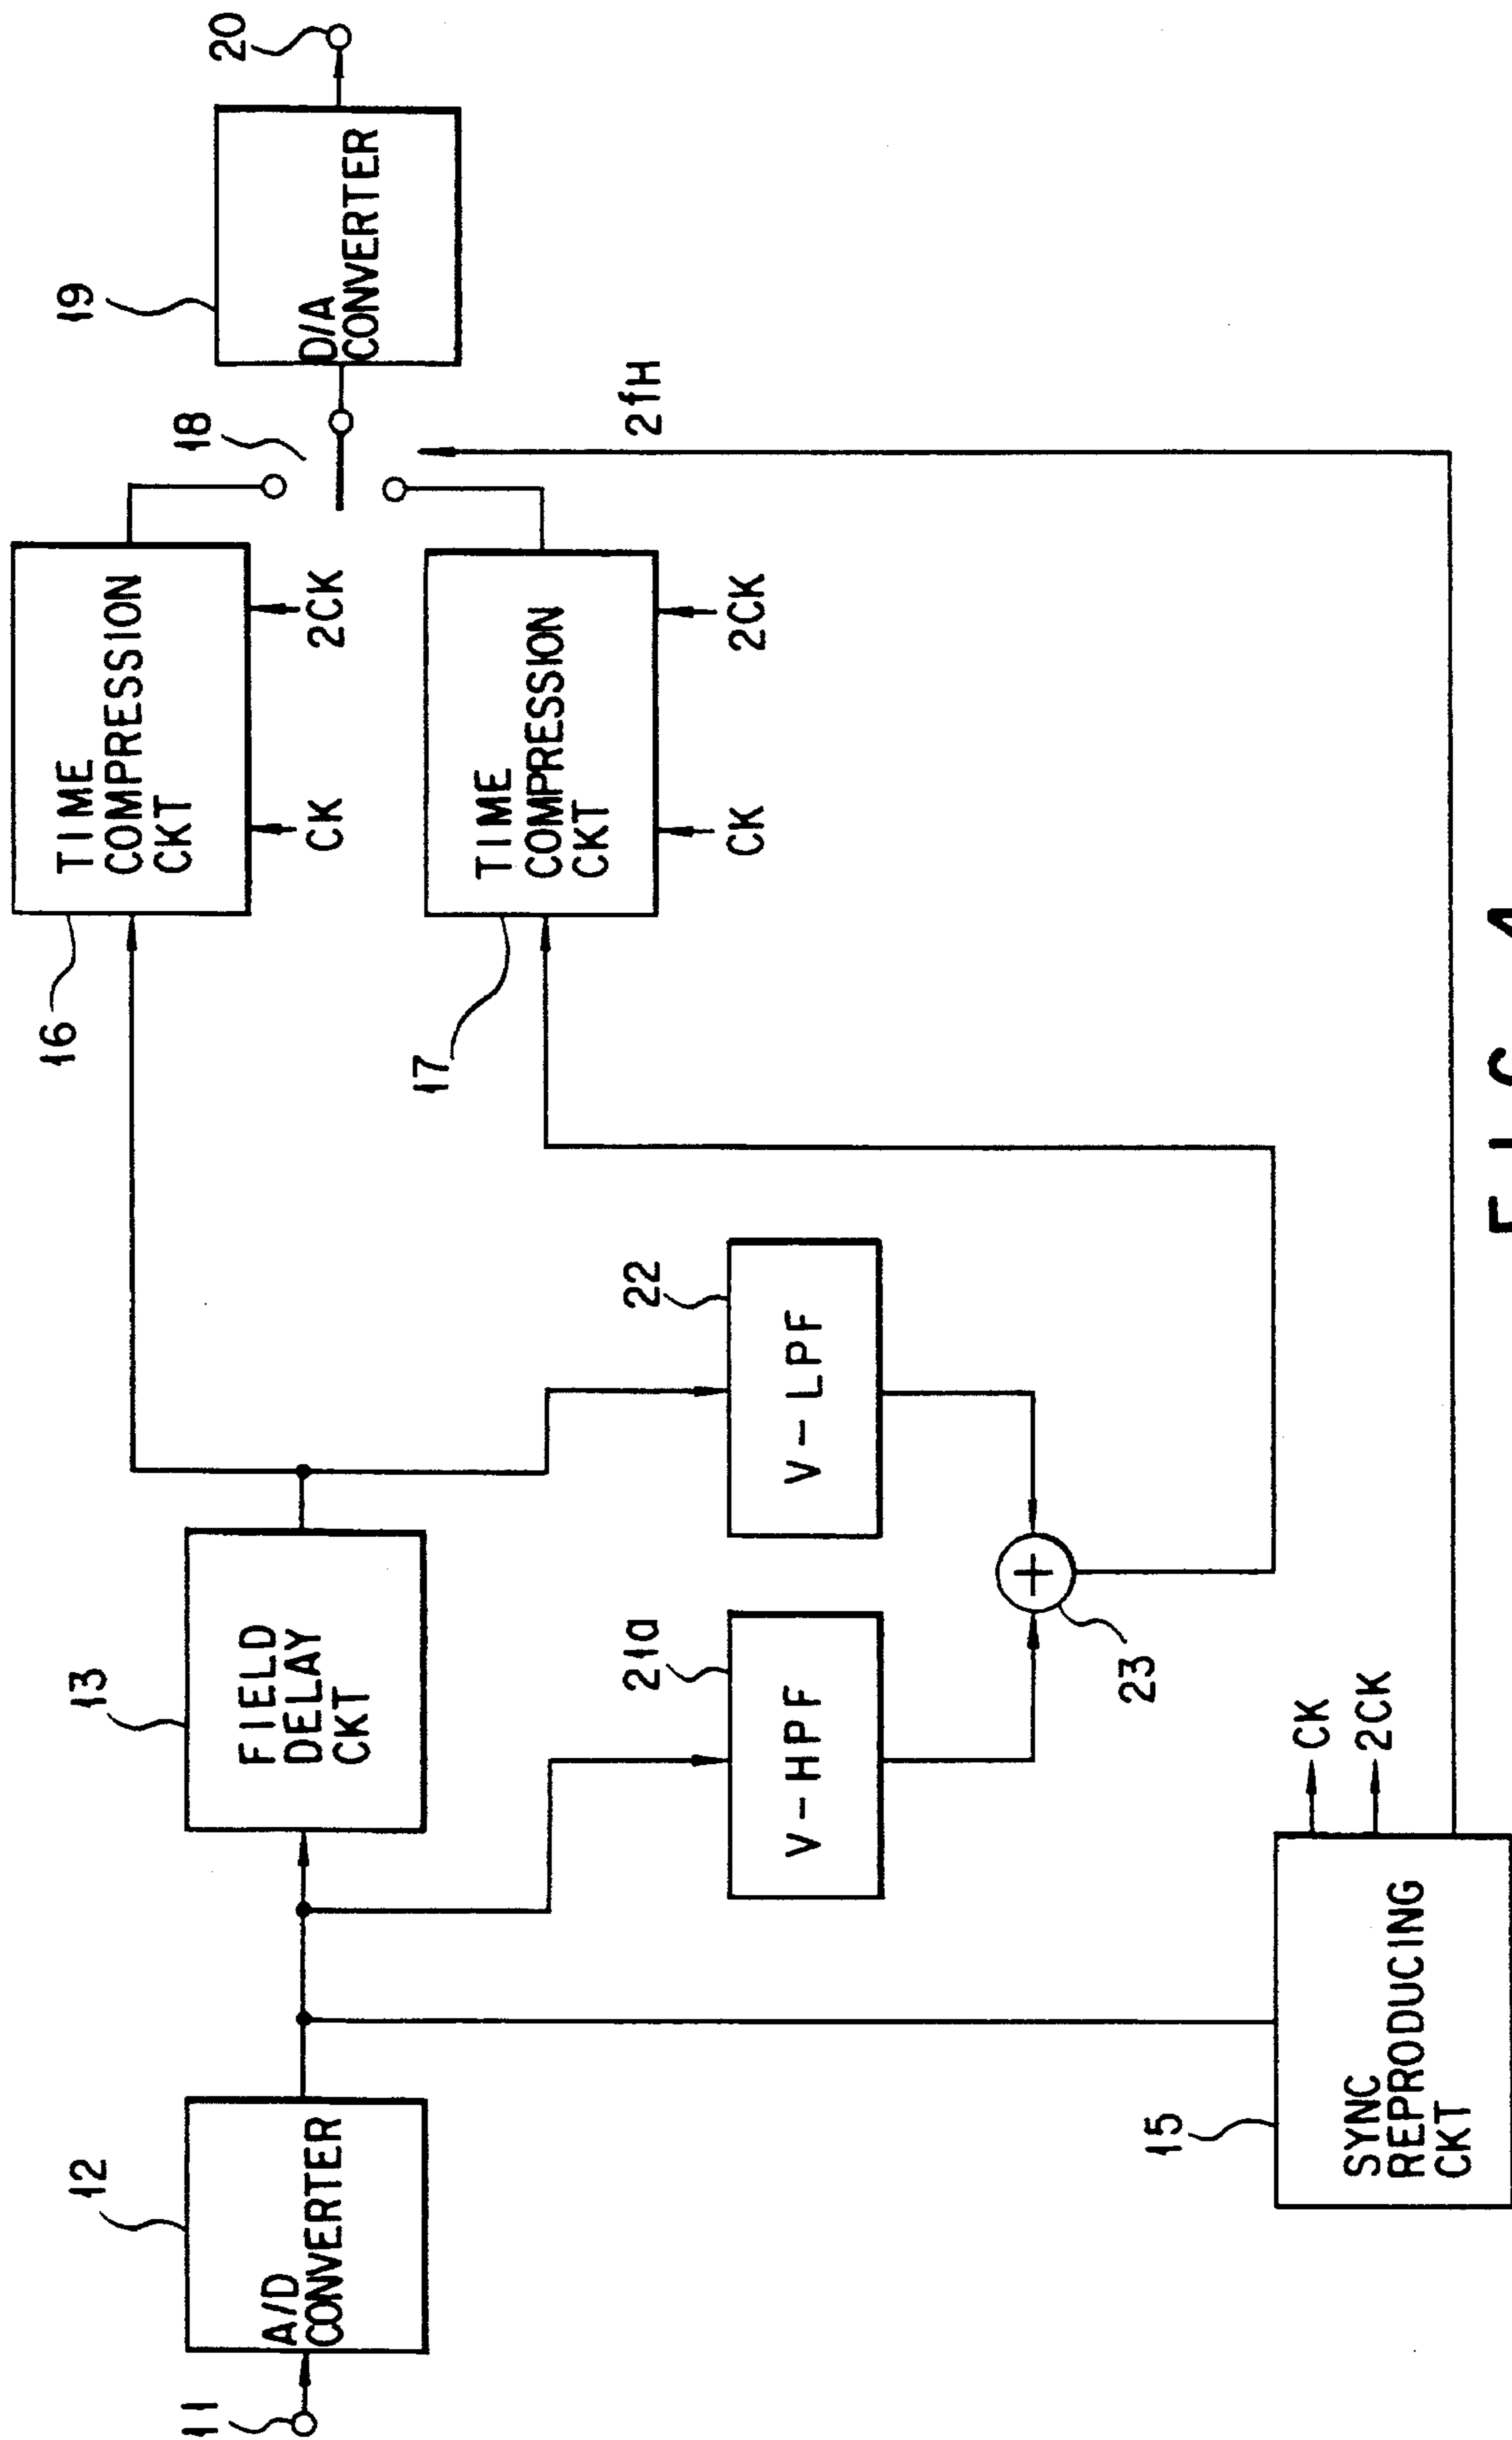 11
12
A/D
CONVERTER
13
FIELD
DELAY
CKT
16
TIME
COMPRESSION
CKT
CK
2CK
18
19
D/A
CONVERTER
20
17
TIME
COMPRESSION
CKT
CK
2CK
2fH
21a
V-HPF
22
V-LPF
23
15
SYNC
REPRODUCING
CKT
CK
2CK